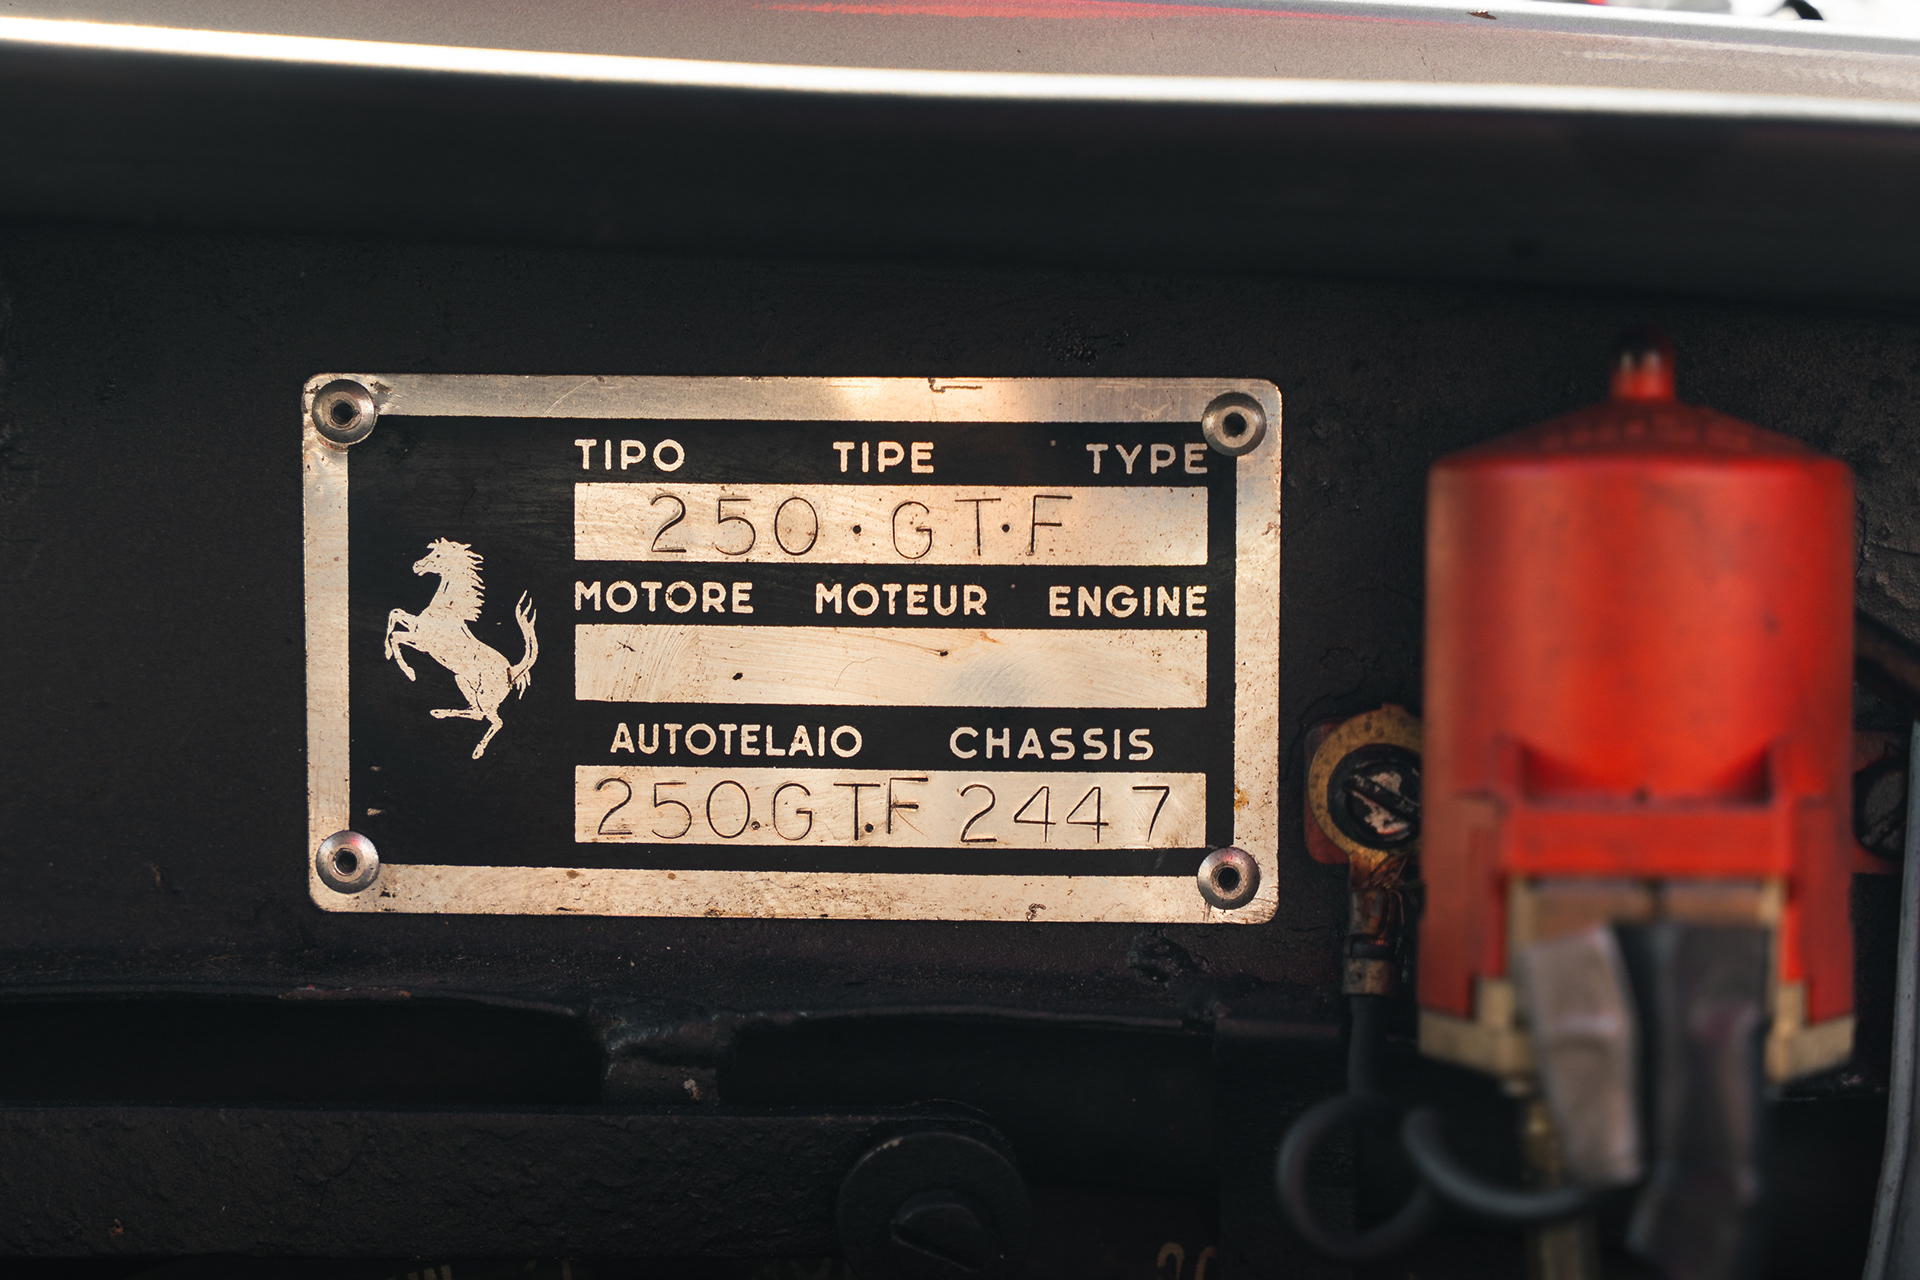 TIPO TIPE TYPE
250·GT·F
MOTORE MOTEUR ENGINE
AUTOTELAIO CHASSIS
250.GT.F 2447